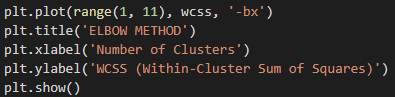 plt.plot(range(1, 11), wcss, '-bx')
plt.title('ELBOW METHOD')
plt.xlabel('Number of Clusters')
plt.ylabel('WCSS (Within-Cluster Sum of Squares)')
plt.show()